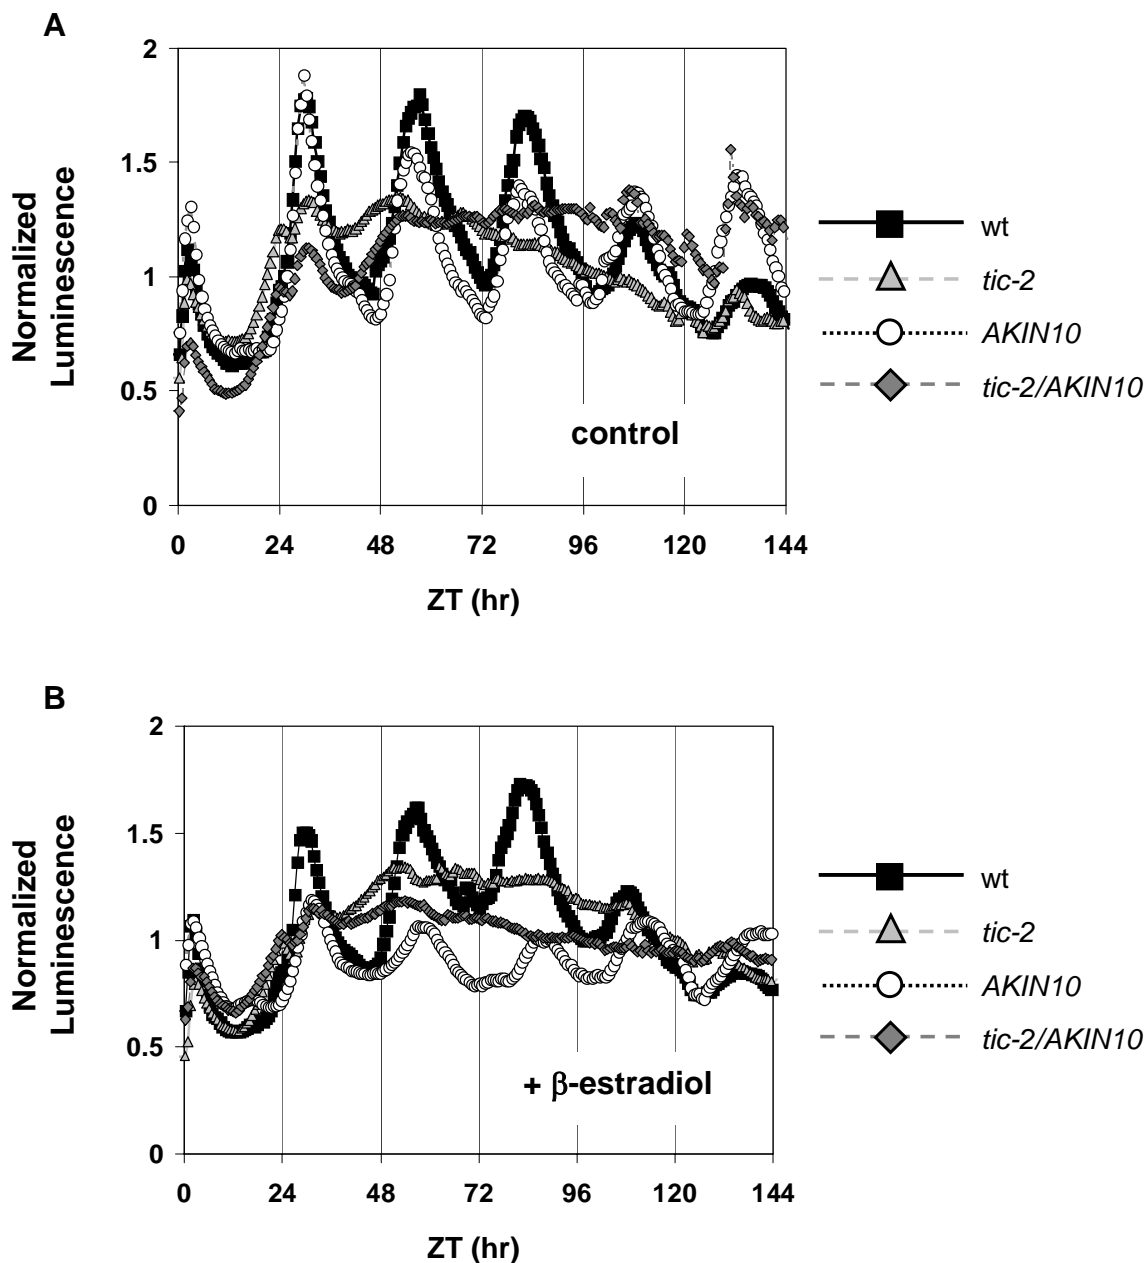 A
Normalized
Luminescence
2
1.5
1
0.5
0
0 24 48 72 96 120 144
ZT (hr)
control
wt
tic-2
AKIN10
tic-2/AKIN10
B
Normalized
Luminescence
2
1.5
1
0.5
0
0 24 48 72 96 120 144
ZT (hr)
+ β-estradiol
wt
tic-2
AKIN10
tic-2/AKIN10